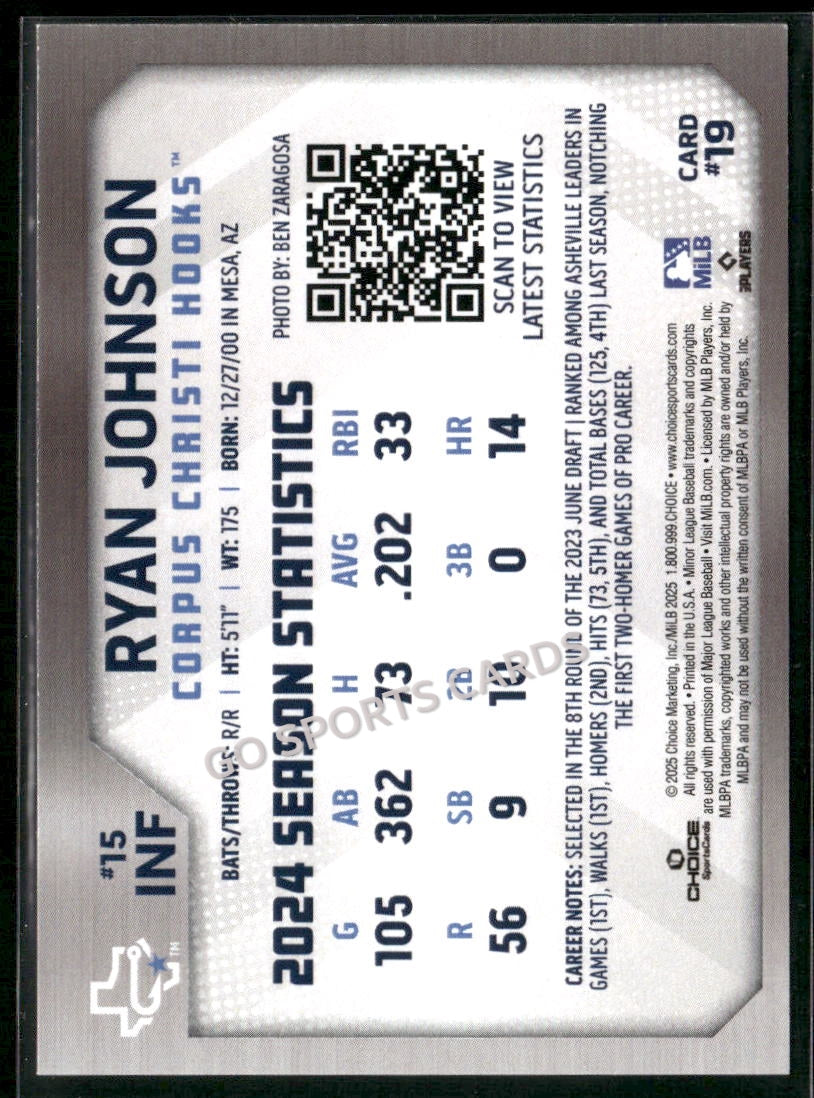 #15
INF
RYAN JOHNSON
CORPUS CHRISTI HOOKS™
BATS/THROWS: R/R | HT: 5'11" | WT: 175 | BORN: 12/27/00 IN MESA, AZ
2024 SEASON STATISTICS
G AB H AVG RBI
105 362 73 .202 33
R SB 2B 3B HR
56 9 10 0 14
PHOTO BY: BEN ZARAGOSA
SCAN TO VIEW
LATEST STATISTICS
CAREER NOTES: SELECTED IN THE 8TH ROUND OF THE 2023 JUNE DRAFT | RANKED AMONG ASHEVILLE LEADERS IN
GAMES (1ST), WALKS (1ST), HOMERS (2ND), HITS (73, 5TH), AND TOTAL BASES (125, 4TH) LAST SEASON, NOTCHING
THE FIRST TWO-HOMER GAMES OF PRO CAREER.
CHOICE
SportsCards
© 2025 Choice Marketing, Inc./MiLB 2025 1.800.999.CHOICE • www.choicesportscards.com
All rights reserved. • Printed in the U.S.A. • Minor League Baseball trademarks and copyrights
are used with permission of Major League Baseball • Visit MiLB.com. • Licensed by MLB Players, Inc.
MLBPA trademarks, copyrighted works and other intellectual property rights are owned and/or held by
MLBPA and may not be used without the written consent of MLBPA or MLB Players, Inc.
MiLB
PLAYERS
CARD
#19
GO SPORTS CARDS